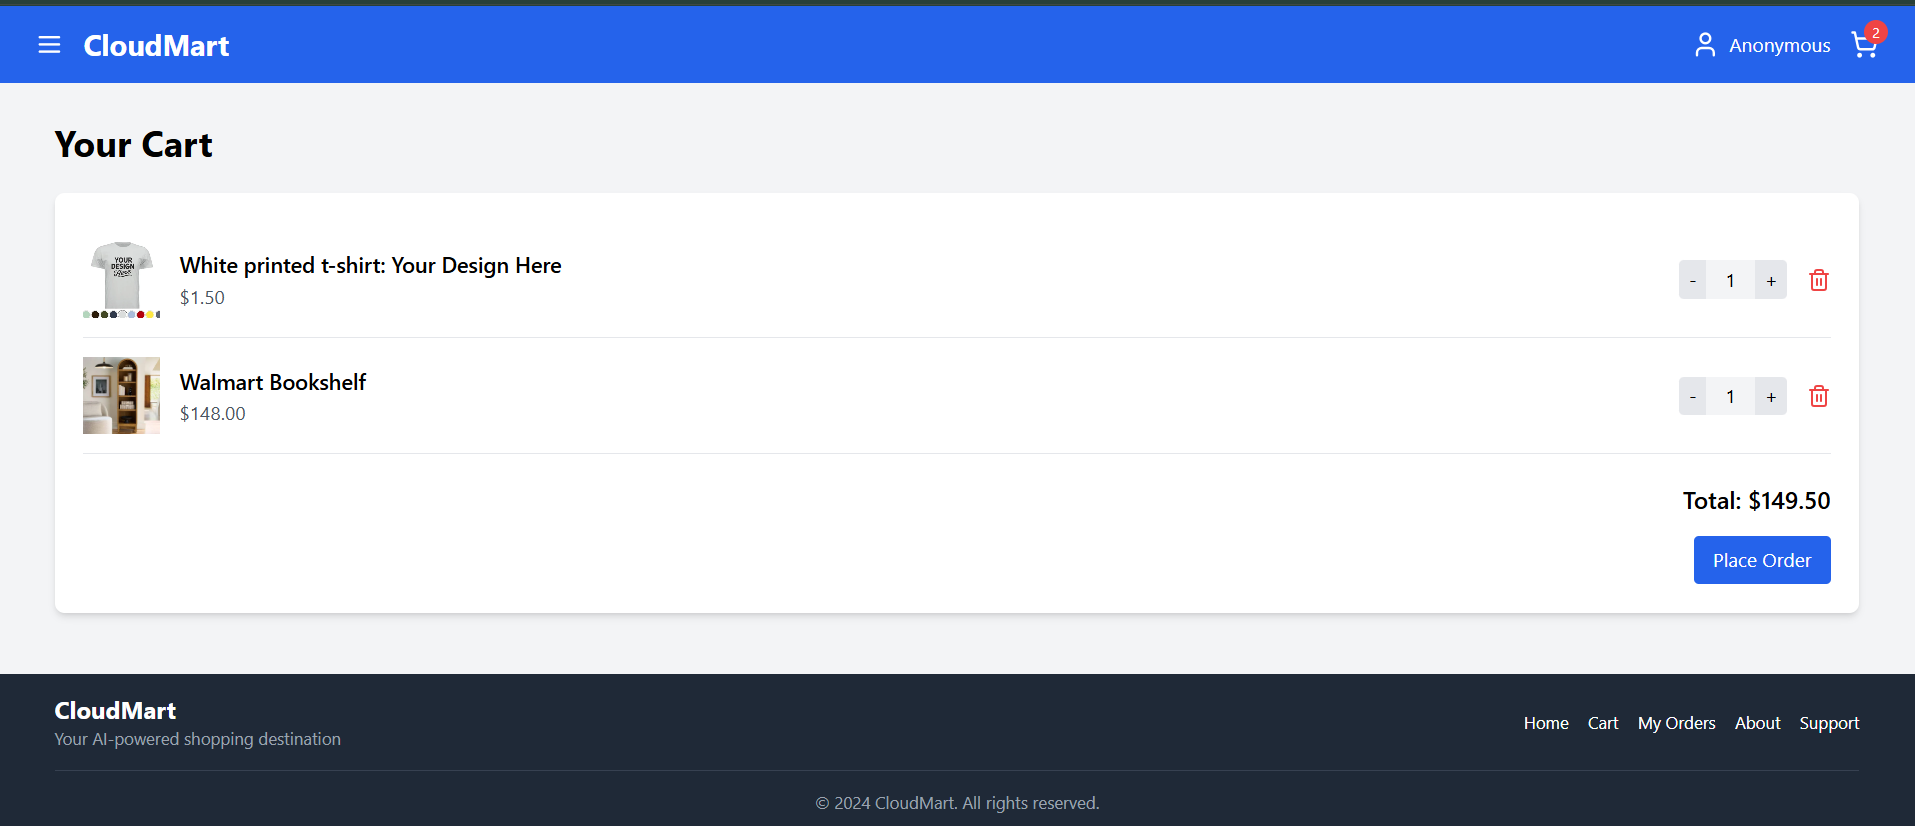 CloudMart
Anonymous
2
Your Cart
YOUR
DESIGN
Here
White printed t-shirt: Your Design Here
$1.50
- 1 +
Walmart Bookshelf
$148.00
- 1 +
Total: $149.50
Place Order
CloudMart
Your AI-powered shopping destination
Home Cart My Orders About Support
© 2024 CloudMart. All rights reserved.